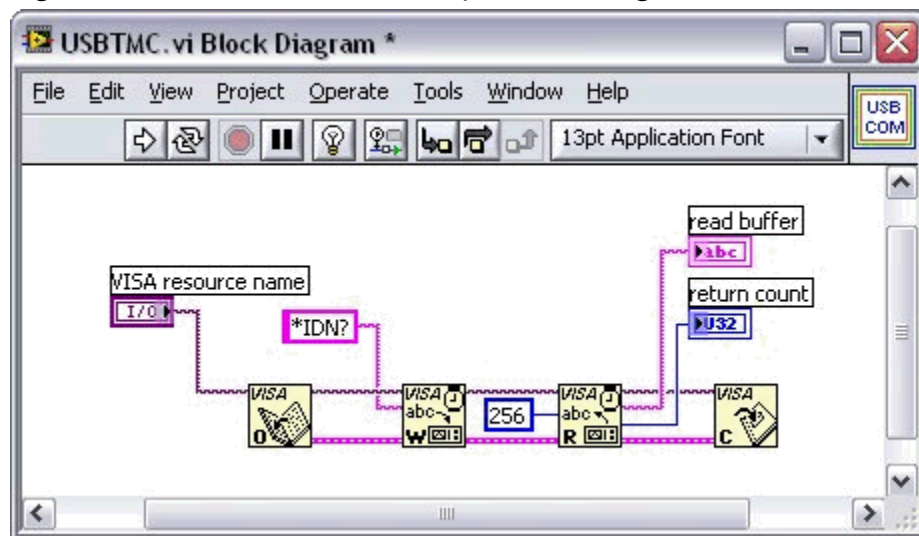 USBTMC.vi Block Diagram *
File Edit View Project Operate Tools Window Help
13pt Application Font
USB
COM
read buffer
abc
VISA resource name
I/O
return count
*IDN?
U32
VISA
O
VISA
abc
W
256
VISA
abc
R
VISA
C